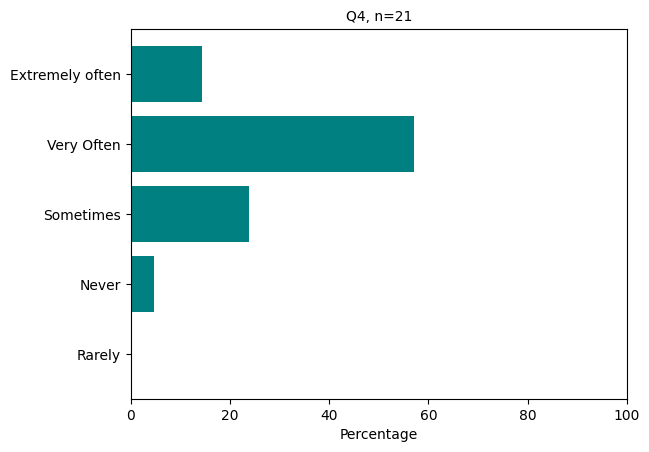 Q4, n=21
Extremely often
Very Often
Sometimes
Never
Rarely
0 20 40 60 80 100
Percentage